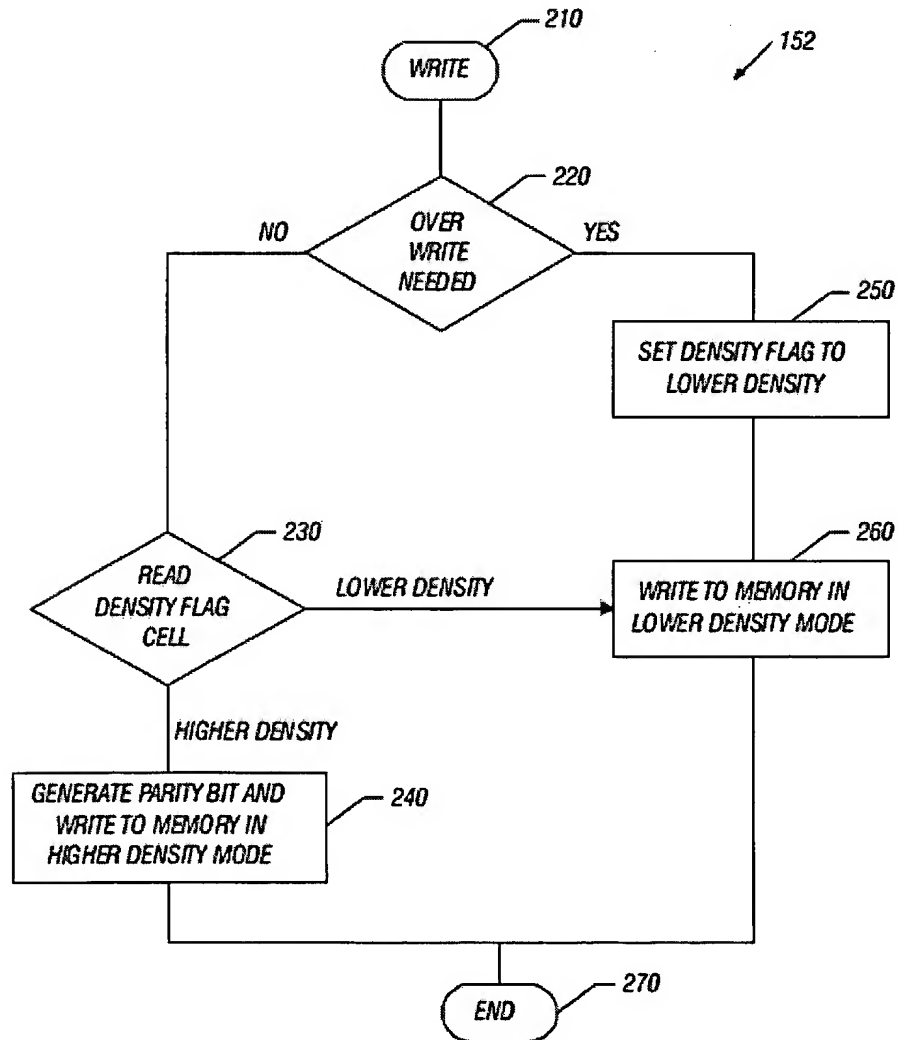 210
152
WRITE
220
NO
OVER
WRITE
NEEDED
YES
250
SET DENSITY FLAG TO
LOWER DENSITY
230
260
READ
DENSITY FLAG
CELL
LOWER DENSITY
WRITE TO MEMORY IN
LOWER DENSITY MODE
HIGHER DENSITY
GENERATE PARITY BIT AND
WRITE TO MEMORY IN
HIGHER DENSITY MODE
240
END
270